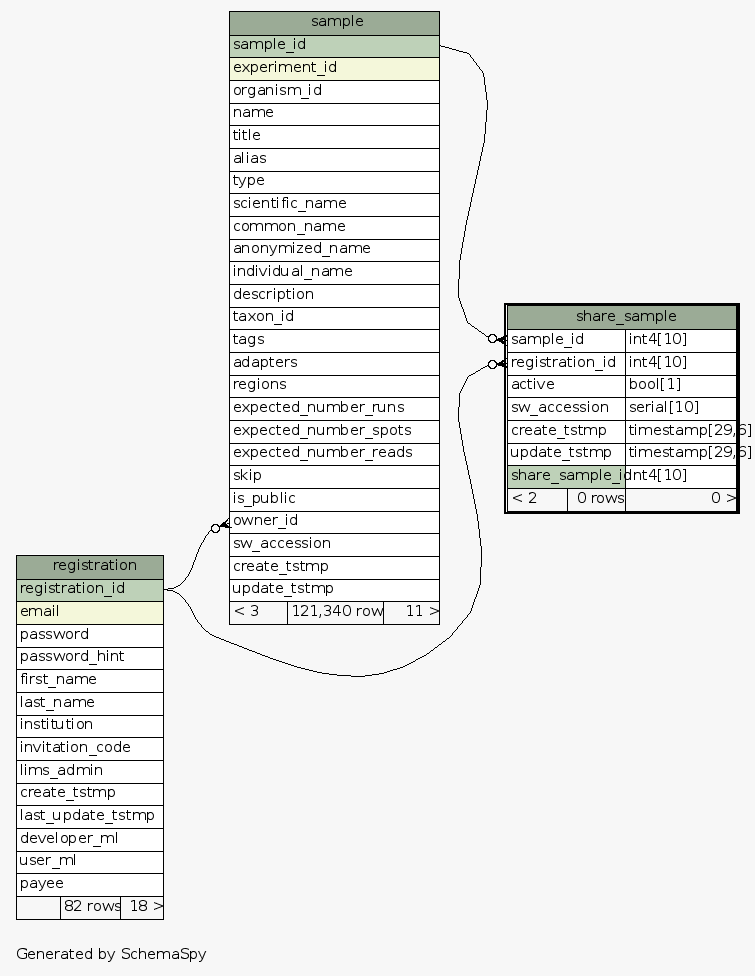 sample
sample_id
experiment_id
organism_id
name
title
alias
type
scientific_name
common_name
anonymized_name
individual_name
description
taxon_id
tags
adapters
regions
expected_number_runs
expected_number_spots
expected_number_reads
skip
is_public
owner_id
sw_accession
create_tstmp
update_tstmp
< 3 121,340 row 11 >
share_sample
sample_id int4[10]
registration_id int4[10]
active bool[1]
sw_accession serial[10]
create_tstmp timestamp[29,6]
update_tstmp timestamp[29,6]
share_sample_id int4[10]
< 2 0 rows 0 >
registration
registration_id
email
password
password_hint
first_name
last_name
institution
invitation_code
lims_admin
create_tstmp
last_update_tstmp
developer_ml
user_ml
payee
82 rows 18 >
Generated by SchemaSpy